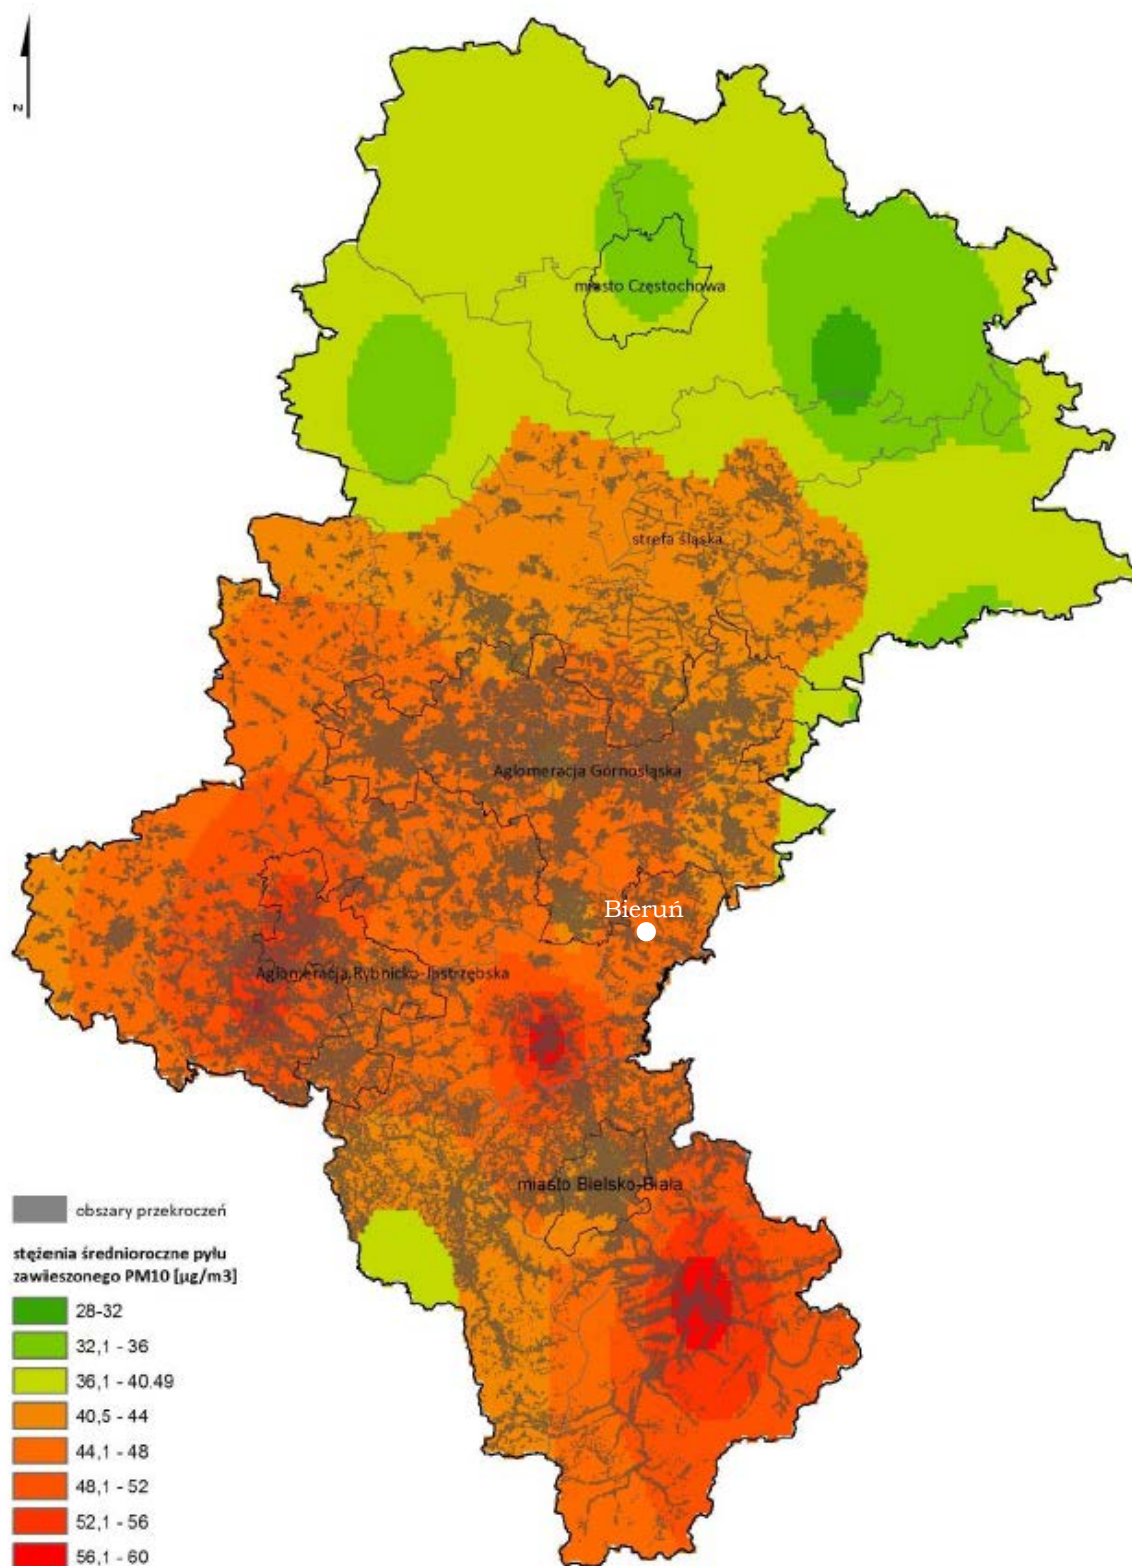 z
miasto Częstochowa
strefa śląska
Aglomeracja Górnośląska
Bieruń
Aglomeracja Rybnicko-Jastrzębska
miasto Bielsko-Biała
obszary przekroczeń
stężenia średnioroczne pyłu
zawieszonego PM10 [µg/m3]
28-32
32,1 - 36
36,1 - 40.49
40,5 - 44
44,1 - 48
48,1 - 52
52,1 - 56
56,1 - 60